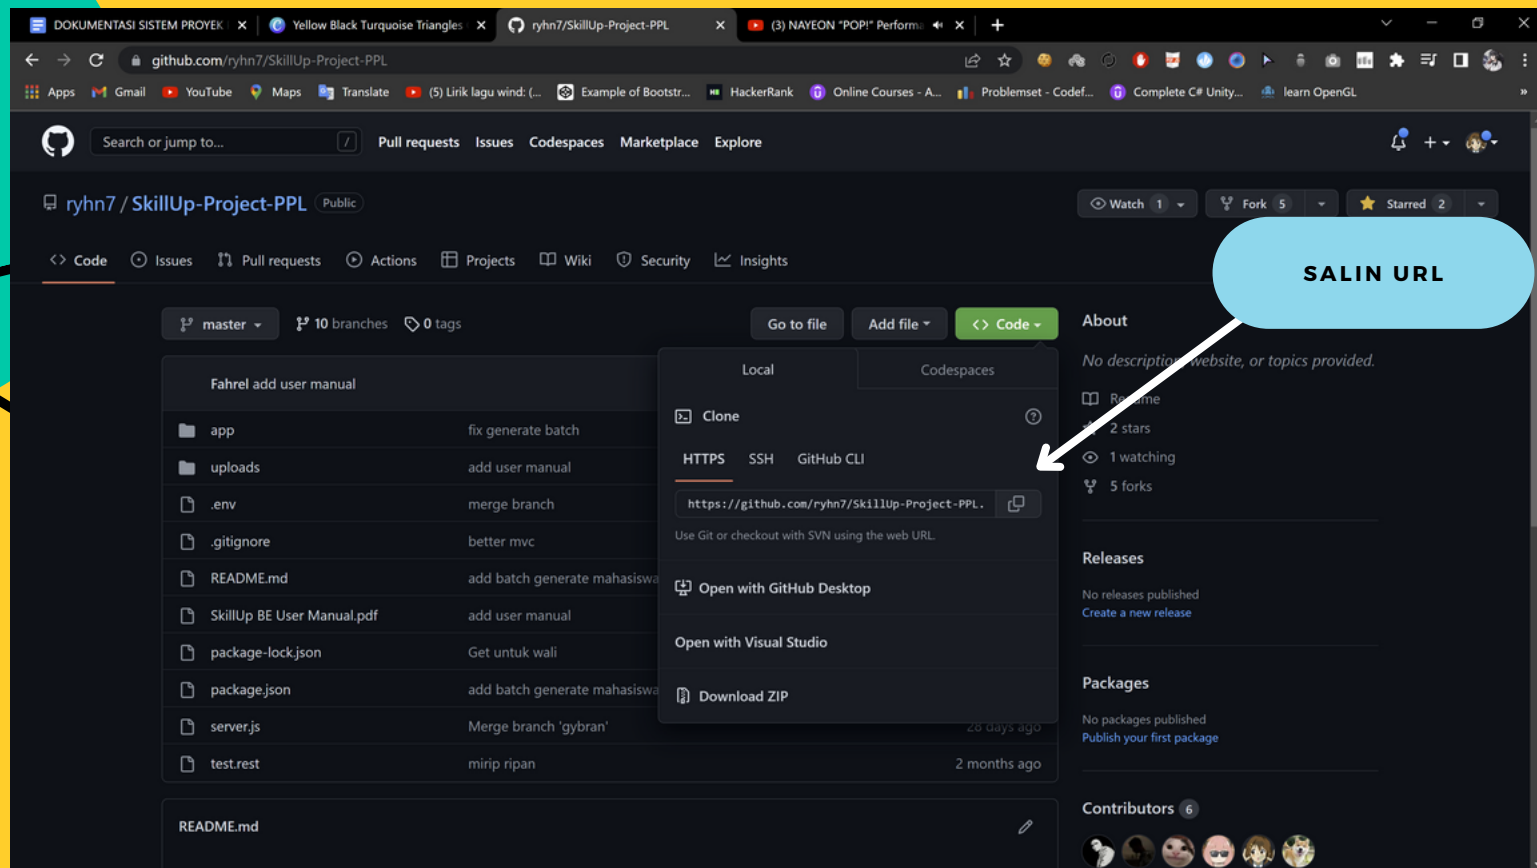 DOKUMENTASI SISTEM PROYEK
Yellow Black Turquoise Triangles
ryhn7/SkillUp-Project-PPL
(3) NAYEON "POP!" Performa
github.com/ryhn7/SkillUp-Project-PPL
Apps Gmail YouTube Maps Translate (5) Lirik lagu wind: (... Example of Bootstr... HackerRank Online Courses - A... Problemset - Codef... Complete C# Unity... learn OpenGL
Search or jump to... / Pull requests Issues Codespaces Marketplace Explore
ryhn7 / SkillUp-Project-PPL Public
Watch 1 Fork 5 Starred 2
Code Issues Pull requests Actions Projects Wiki Security Insights
SALIN URL
master 10 branches 0 tags Go to file Add file <> Code
Fahrel add user manual
app fix generate batch
uploads add user manual
.env merge branch
.gitignore better mvc
README.md add batch generate mahasiswa
SkillUp BE User Manual.pdf add user manual
package-lock.json Get untuk wali
package.json add batch generate mahasiswa
server.js Merge branch 'gybran' 28 days ago
test.rest mirip ripan 2 months ago
README.md
Local Codespaces
Clone
HTTPS SSH GitHub CLI
https://github.com/ryhn7/SkillUp-Project-PPL.
Use Git or checkout with SVN using the web URL.
Open with GitHub Desktop
Open with Visual Studio
Download ZIP
About
No description, website, or topics provided.
Readme
2 stars
1 watching
5 forks
Releases
No releases published
Create a new release
Packages
No packages published
Publish your first package
Contributors 6